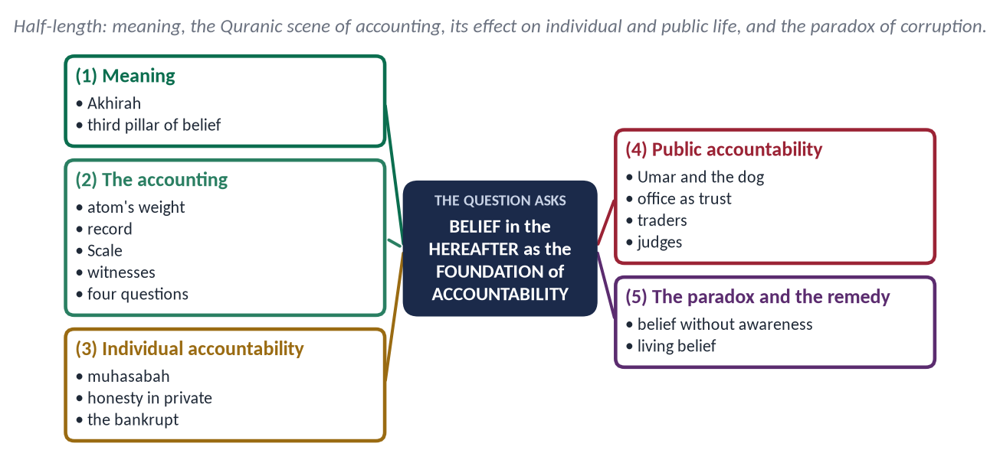 Half-length: meaning, the Quranic scene of accounting, its effect on individual and public life, and the paradox of corruption.
(1) Meaning
• Akhirah
• third pillar of belief
(2) The accounting
• atom's weight
• record
• Scale
• witnesses
• four questions
(3) Individual accountability
• muhasabah
• honesty in private
• the bankrupt
THE QUESTION ASKS
BELIEF in the
HEREAFTER as the
FOUNDATION of
ACCOUNTABILITY
(4) Public accountability
• Umar and the dog
• office as trust
• traders
• judges
(5) The paradox and the remedy
• belief without awareness
• living belief